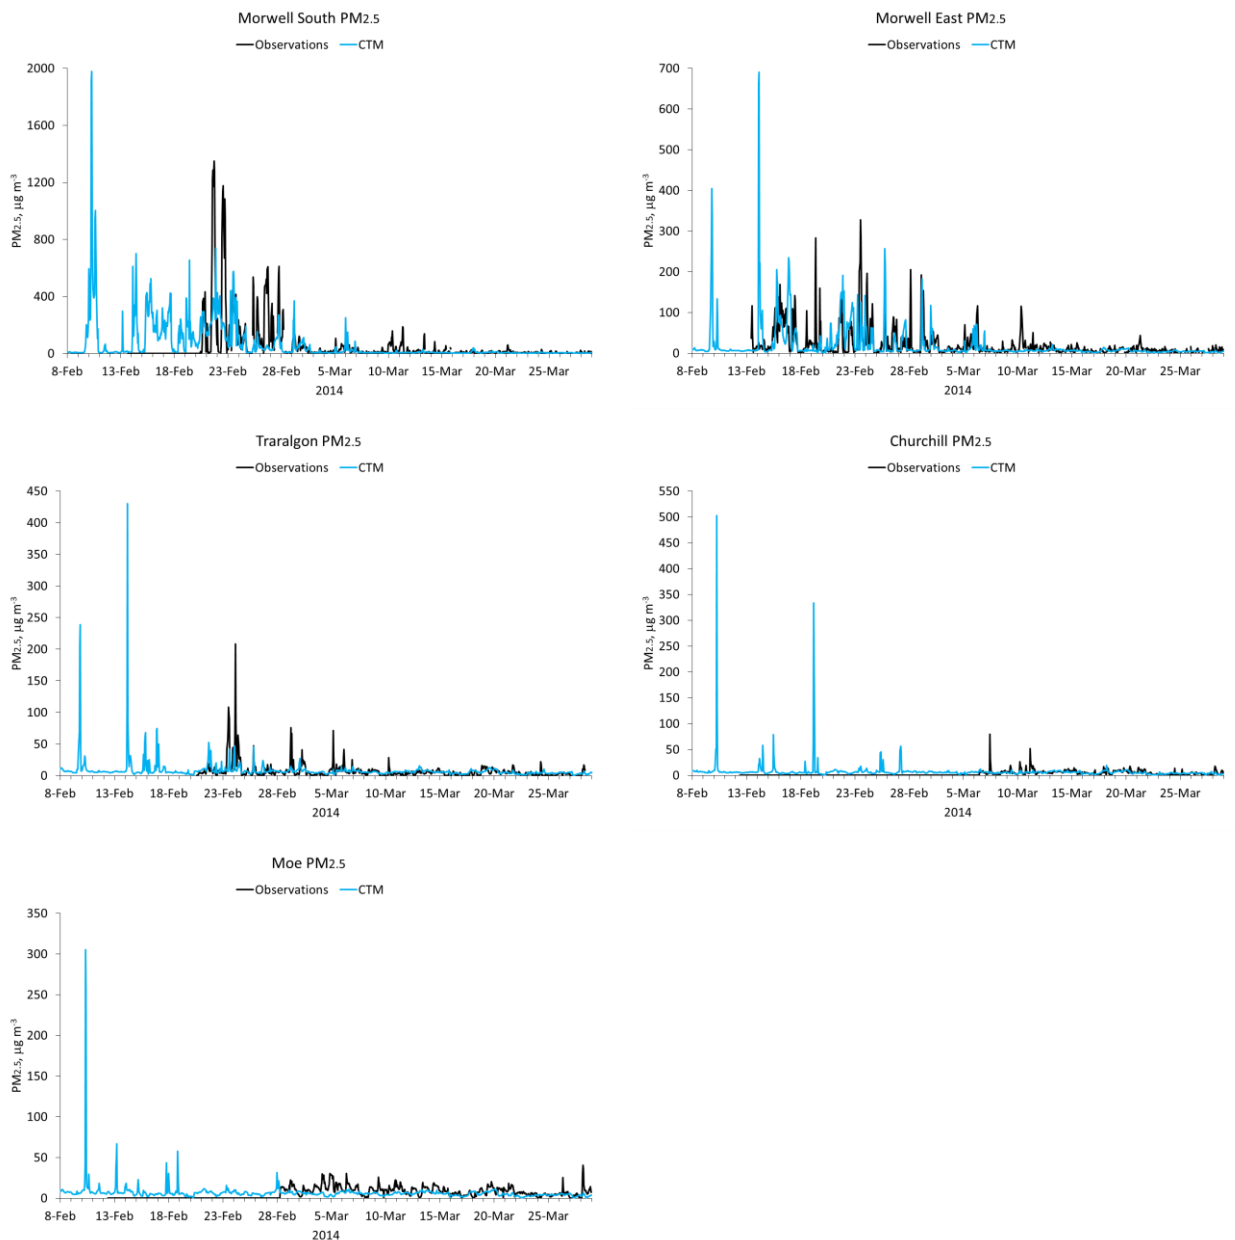 Morwell South PM2.5
Observations CTM
2000
1600
1200
800
400
0
PM2.5, µg m-3
8-Feb 13-Feb 18-Feb 23-Feb 28-Feb 5-Mar 10-Mar 15-Mar 20-Mar 25-Mar
2014
Morwell East PM2.5
Observations CTM
700
600
500
400
300
200
100
0
PM2.5, µg m-3
8-Feb 13-Feb 18-Feb 23-Feb 28-Feb 5-Mar 10-Mar 15-Mar 20-Mar 25-Mar
2014
Traralgon PM2.5
Observations CTM
450
400
350
300
250
200
150
100
50
0
PM2.5, µg m-3
8-Feb 13-Feb 18-Feb 23-Feb 28-Feb 5-Mar 10-Mar 15-Mar 20-Mar 25-Mar
2014
Churchill PM2.5
Observations CTM
550
500
450
400
350
300
250
200
150
100
50
0
PM2.5, µg m-3
8-Feb 13-Feb 18-Feb 23-Feb 28-Feb 5-Mar 10-Mar 15-Mar 20-Mar 25-Mar
2014
Moe PM2.5
Observations CTM
350
300
250
200
150
100
50
0
PM2.5, µg m-3
8-Feb 13-Feb 18-Feb 23-Feb 28-Feb 5-Mar 10-Mar 15-Mar 20-Mar 25-Mar
2014